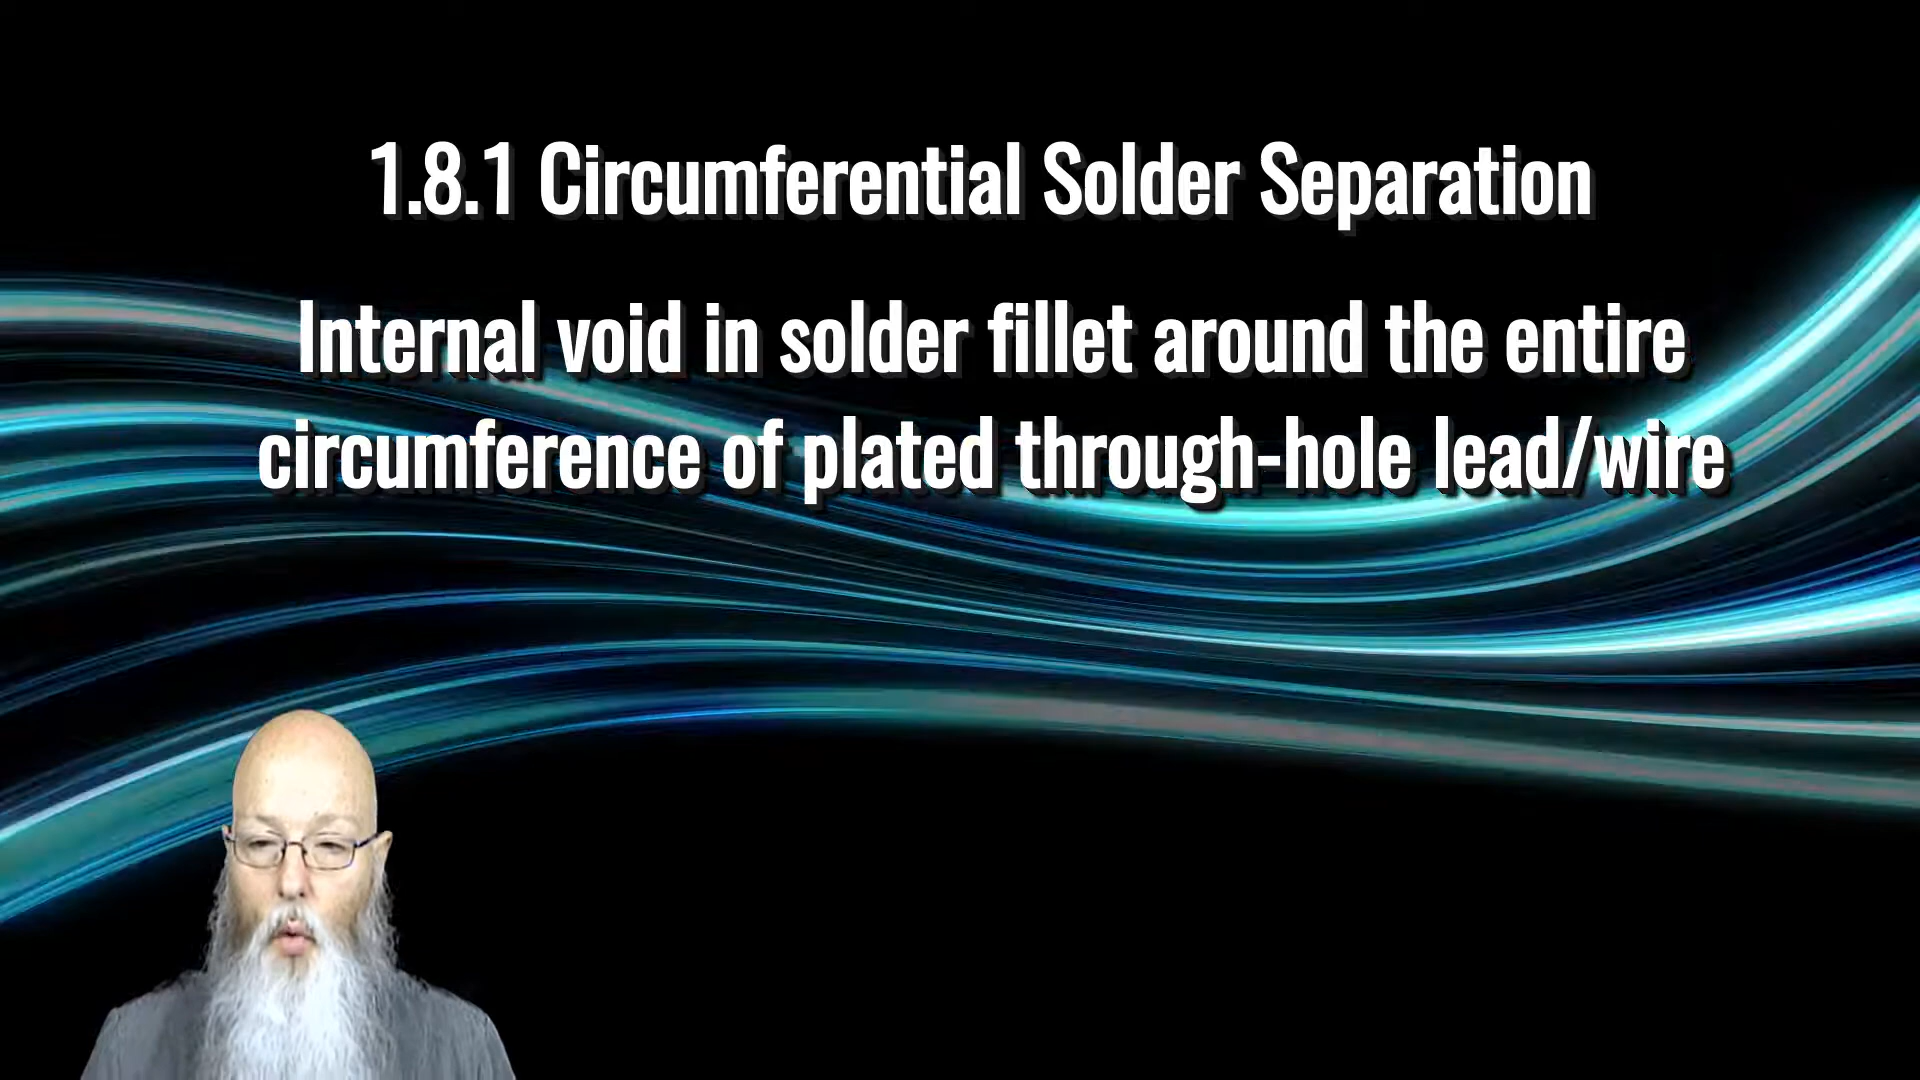 1.8.1 Circumferential Solder Separation
Internal void in solder fillet around the entire
circumference of plated through-hole lead/wire